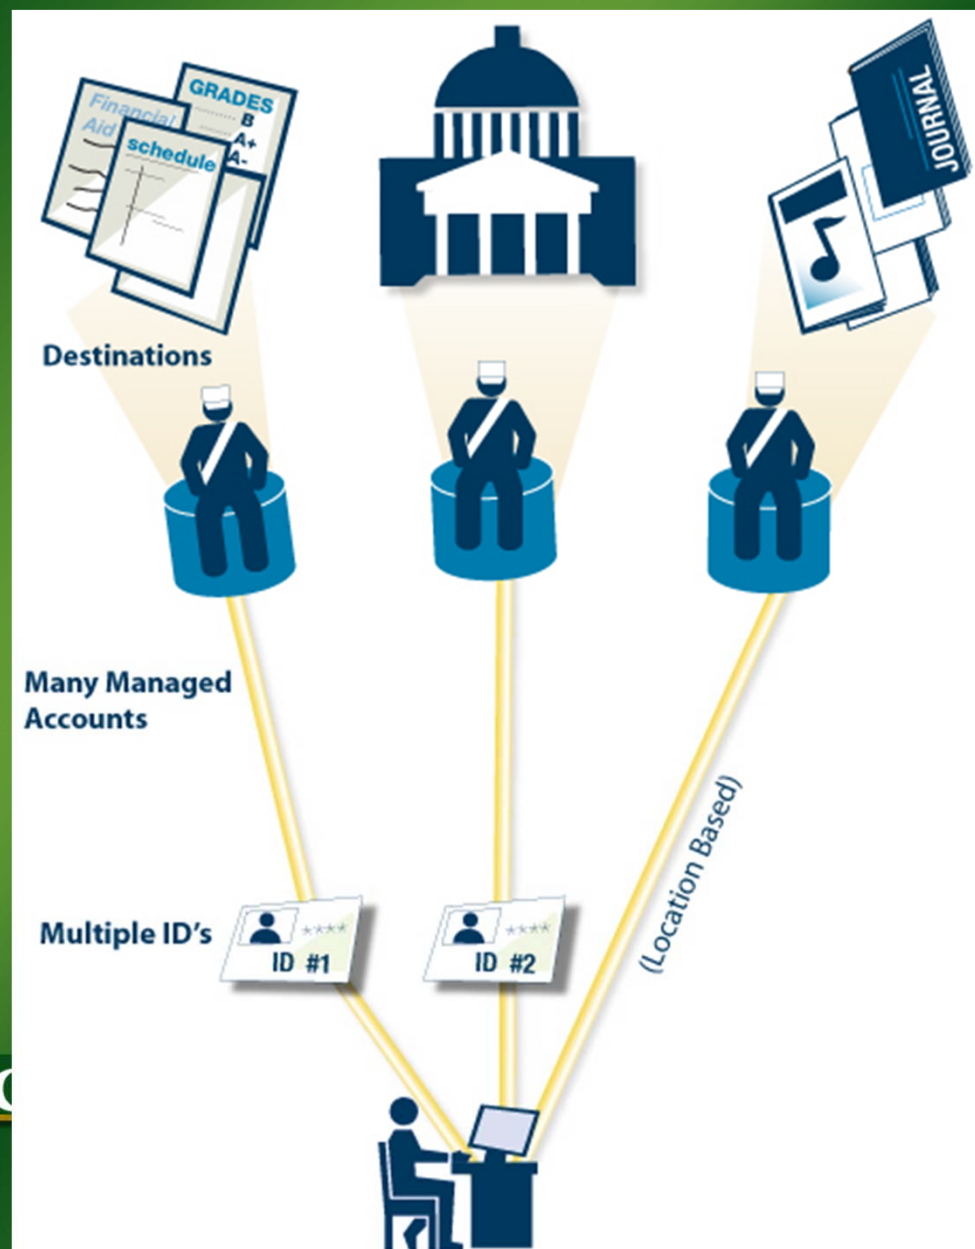 GRADES
B
A+
A-
Financial
Aid
schedule
JOURNAL
Destinations
Many Managed
Accounts
(Location Based)
Multiple ID's
****
ID #1
****
ID #2